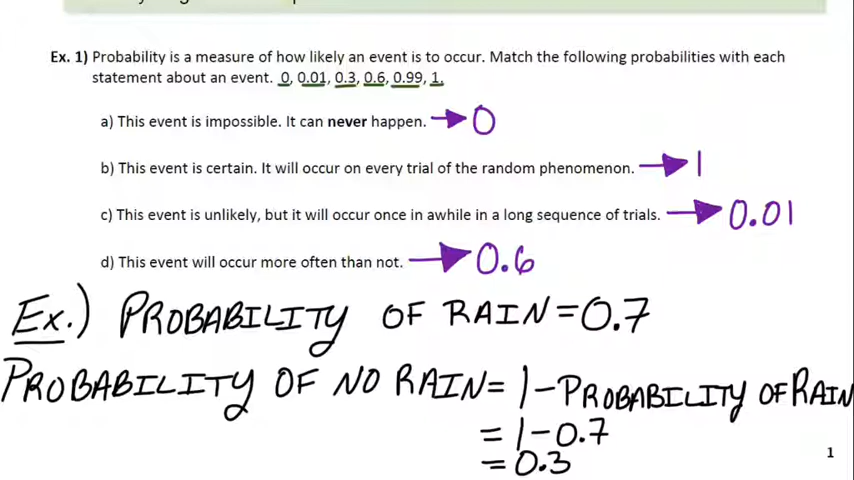 Ex. 1) Probability is a measure of how likely an event is to occur. Match the following probabilities with each
statement about an event. 0, 0.01, 0.3, 0.6, 0.99, 1.
a) This event is impossible. It can never happen. → 0
b) This event is certain. It will occur on every trial of the random phenomenon. → 1
c) This event is unlikely, but it will occur once in awhile in a long sequence of trials. → 0.01
d) This event will occur more often than not. → 0.6
Ex.) PROBABILITY OF RAIN = 0.7
PROBABILITY OF NO RAIN = 1 - PROBABILITY OF RAIN
= 1 - 0.7
= 0.3
1